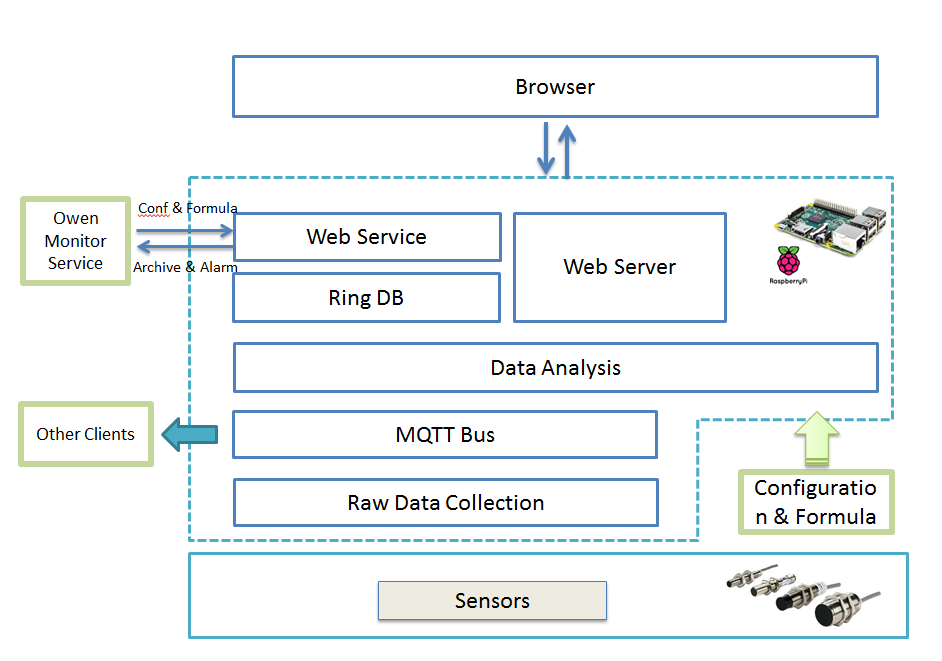 Browser
Conf & Formula
Owen
Monitor
Service
Archive & Alarm
Web Service
Web Server
Ring DB
RaspberryPi
Data Analysis
Other Clients
MQTT Bus
Configuratio
n & Formula
Raw Data Collection
Sensors